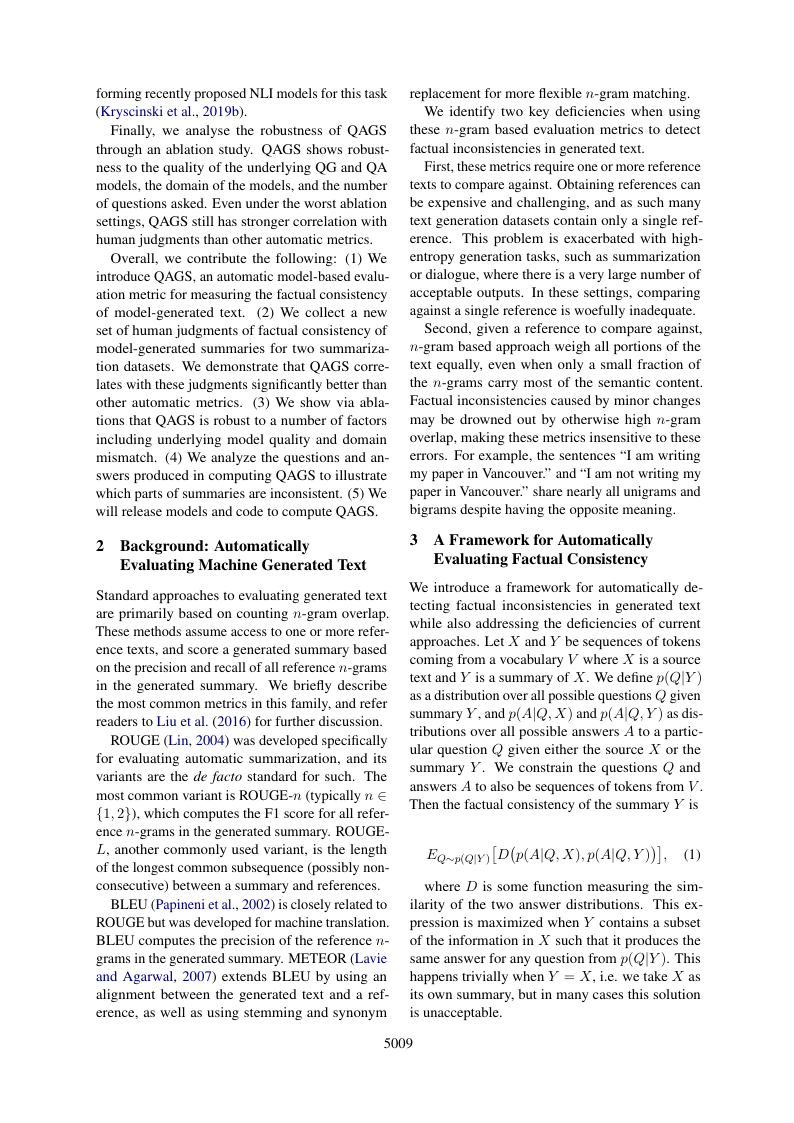 forming recently proposed NLI models for this task
(Kryscinski et al., 2019b).
Finally, we analyse the robustness of QAGS
through an ablation study. QAGS shows robust-
ness to the quality of the underlying QG and QA
models, the domain of the models, and the number
of questions asked. Even under the worst ablation
settings, QAGS still has stronger correlation with
human judgments than other automatic metrics.
Overall, we contribute the following: (1) We
introduce QAGS, an automatic model-based evalu-
ation metric for measuring the factual consistency
of model-generated text. (2) We collect a new
set of human judgments of factual consistency of
model-generated summaries for two summariza-
tion datasets. We demonstrate that QAGS corre-
lates with these judgments significantly better than
other automatic metrics. (3) We show via abla-
tions that QAGS is robust to a number of factors
including underlying model quality and domain
mismatch. (4) We analyze the questions and an-
swers produced in computing QAGS to illustrate
which parts of summaries are inconsistent. (5) We
will release models and code to compute QAGS.
2 Background: Automatically
Evaluating Machine Generated Text
Standard approaches to evaluating generated text
are primarily based on counting n-gram overlap.
These methods assume access to one or more refer-
ence texts, and score a generated summary based
on the precision and recall of all reference n-grams
in the generated summary. We briefly describe
the most common metrics in this family, and refer
readers to Liu et al. (2016) for further discussion.
ROUGE (Lin, 2004) was developed specifically
for evaluating automatic summarization, and its
variants are the de facto standard for such. The
most common variant is ROUGE-n (typically n ∈
{1, 2}), which computes the F1 score for all refer-
ence n-grams in the generated summary. ROUGE-
L, another commonly used variant, is the length
of the longest common subsequence (possibly non-
consecutive) between a summary and references.
BLEU (Papineni et al., 2002) is closely related to
ROUGE but was developed for machine translation.
BLEU computes the precision of the reference n-
grams in the generated summary. METEOR (Lavie
and Agarwal, 2007) extends BLEU by using an
alignment between the generated text and a ref-
erence, as well as using stemming and synonym
replacement for more flexible n-gram matching.
We identify two key deficiencies when using
these n-gram based evaluation metrics to detect
factual inconsistencies in generated text.
First, these metrics require one or more reference
texts to compare against. Obtaining references can
be expensive and challenging, and as such many
text generation datasets contain only a single ref-
erence. This problem is exacerbated with high-
entropy generation tasks, such as summarization
or dialogue, where there is a very large number of
acceptable outputs. In these settings, comparing
against a single reference is woefully inadequate.
Second, given a reference to compare against,
n-gram based approach weigh all portions of the
text equally, even when only a small fraction of
the n-grams carry most of the semantic content.
Factual inconsistencies caused by minor changes
may be drowned out by otherwise high n-gram
overlap, making these metrics insensitive to these
errors. For example, the sentences “I am writing
my paper in Vancouver.” and “I am not writing my
paper in Vancouver.” share nearly all unigrams and
bigrams despite having the opposite meaning.
3 A Framework for Automatically
Evaluating Factual Consistency
We introduce a framework for automatically de-
tecting factual inconsistencies in generated text
while also addressing the deficiencies of current
approaches. Let X and Y be sequences of tokens
coming from a vocabulary V where X is a source
text and Y is a summary of X. We define p(Q|Y)
as a distribution over all possible questions Q given
summary Y, and p(A|Q, X) and p(A|Q, Y) as dis-
tributions over all possible answers A to a partic-
ular question Q given either the source X or the
summary Y. We constrain the questions Q and
answers A to also be sequences of tokens from V.
Then the factual consistency of the summary Y is
E_{Q∼p(Q|Y)}[D(p(A|Q, X), p(A|Q, Y))], (1)
where D is some function measuring the sim-
ilarity of the two answer distributions. This ex-
pression is maximized when Y contains a subset
of the information in X such that it produces the
same answer for any question from p(Q|Y). This
happens trivially when Y = X, i.e. we take X as
its own summary, but in many cases this solution
is unacceptable.
5009